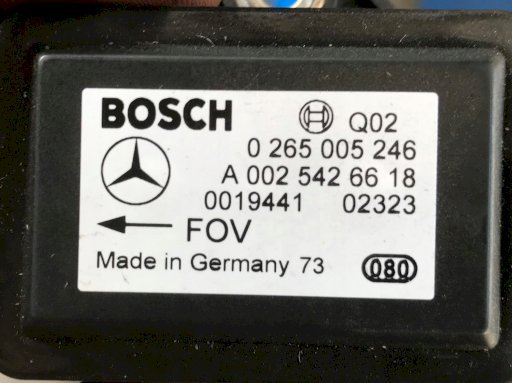 BOSCH Q02
0 265 005 246
A 002 542 66 18
0019441 02323
FOV
Made in Germany 73 080